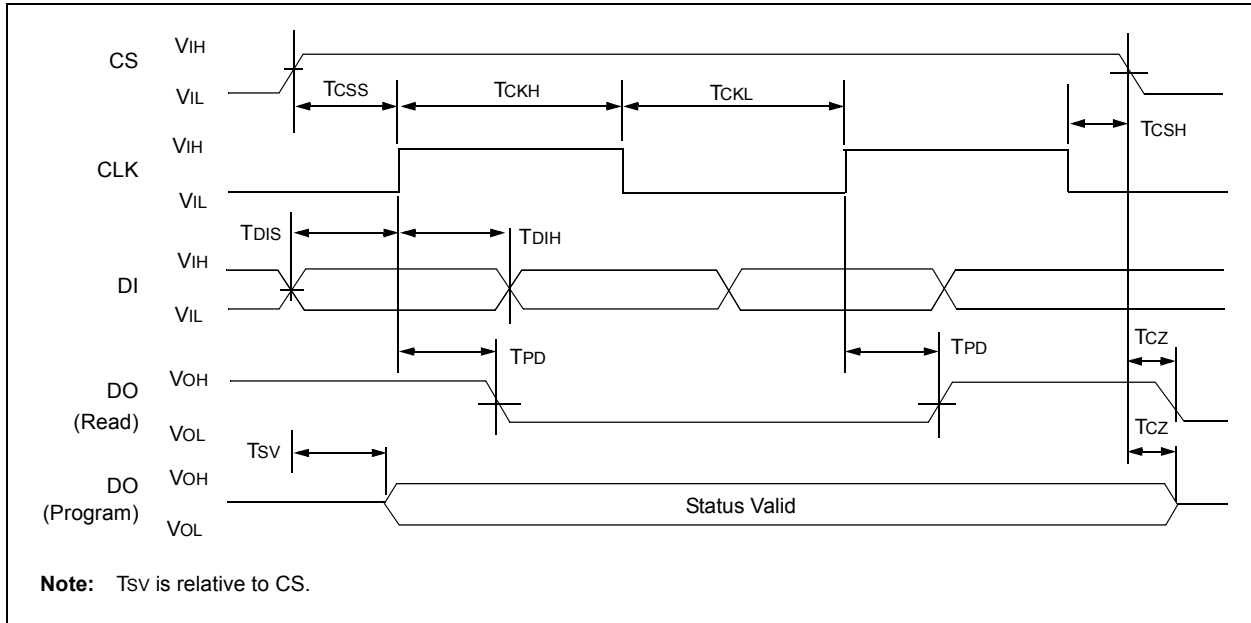 CS
VIH
VIL
TCSS
TCKH
TCKL
TCSH
CLK
VIH
VIL
TDIS
TDIH
DI
VIH
VIL
TPD
TPD
TCZ
DO
(Read)
VOH
VOL
TCZ
TSV
DO
(Program)
VOH
VOL
Status Valid
Note: TSV is relative to CS.